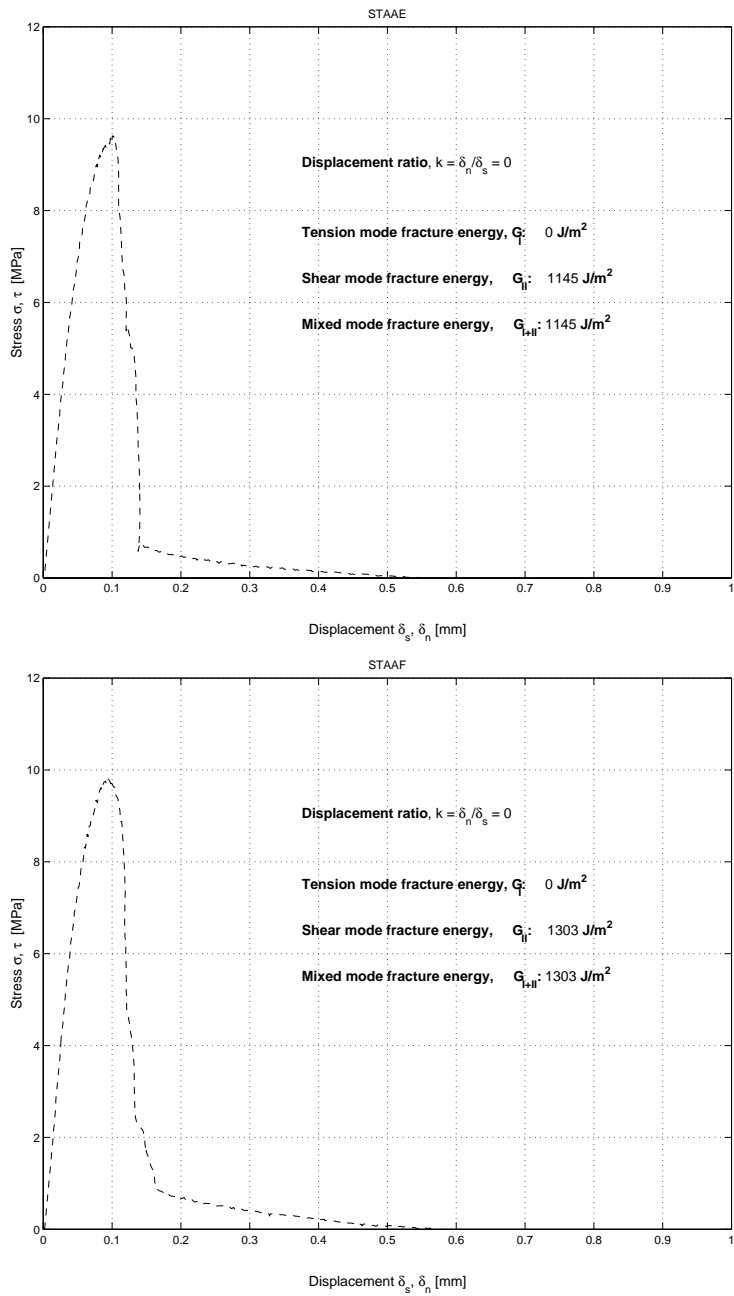 STAAE
12
10
8
6
4
2
0
Stress σ, τ [MPa]
Displacement ratio, k = δn/δs = 0
Tension mode fracture energy, GI: 0 J/m²
Shear mode fracture energy, GII: 1145 J/m²
Mixed mode fracture energy, GI+II: 1145 J/m²
0 0.1 0.2 0.3 0.4 0.5 0.6 0.7 0.8 0.9 1
Displacement δs, δn [mm]
STAAF
12
10
8
6
4
2
0
Stress σ, τ [MPa]
Displacement ratio, k = δn/δs = 0
Tension mode fracture energy, GI: 0 J/m²
Shear mode fracture energy, GII: 1303 J/m²
Mixed mode fracture energy, GI+II: 1303 J/m²
0 0.1 0.2 0.3 0.4 0.5 0.6 0.7 0.8 0.9 1
Displacement δs, δn [mm]